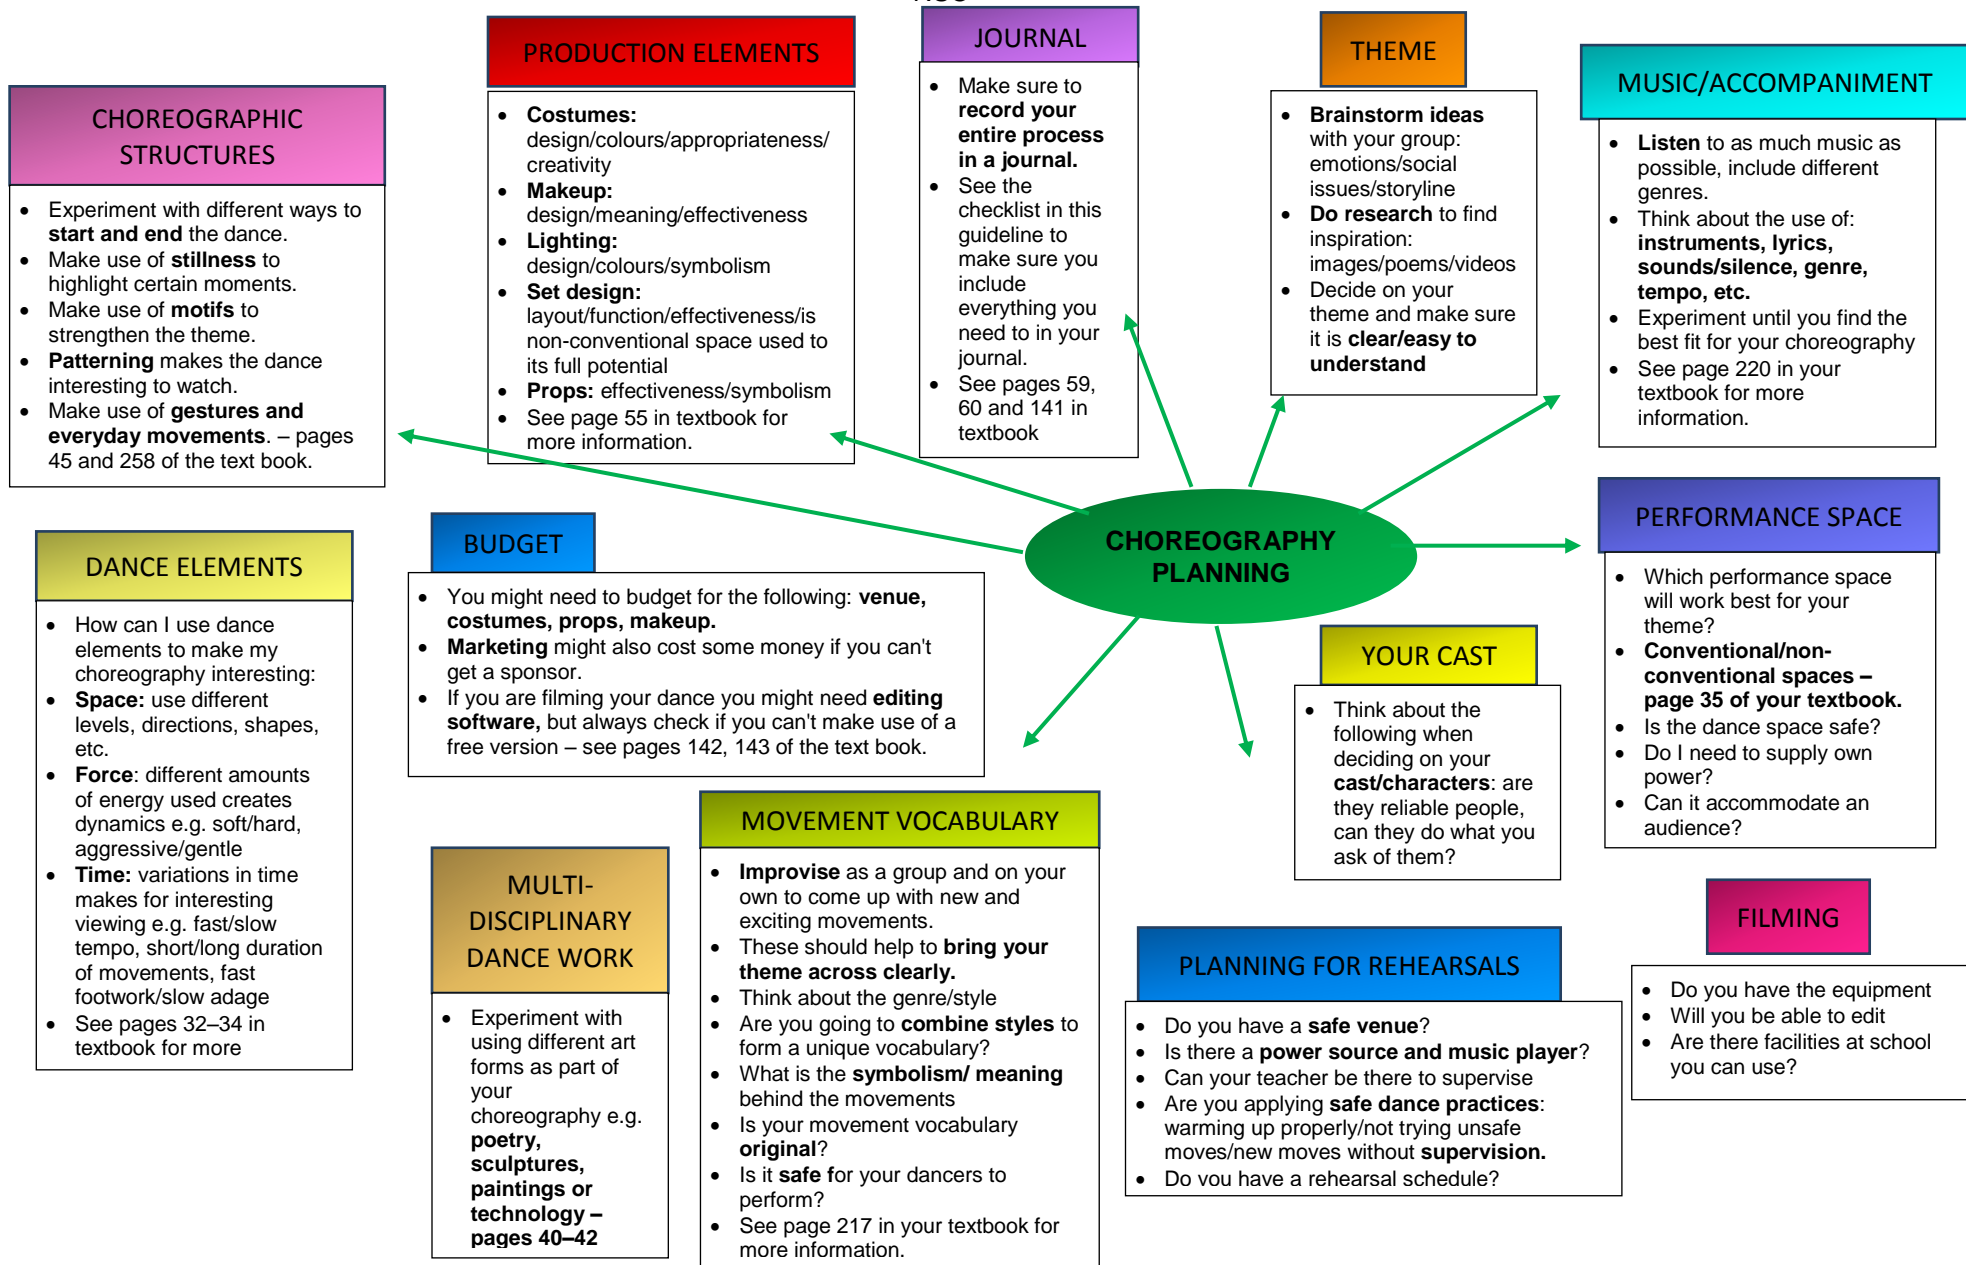 PRODUCTION ELEMENTS
• Costumes:
design/colours/appropriateness/
creativity
• Makeup:
design/meaning/effectiveness
• Lighting:
design/colours/symbolism
• Set design:
layout/function/effectiveness/is
non-conventional space used to
its full potential
• Props: effectiveness/symbolism
• See page 55 in textbook for
more information.
JOURNAL
• Make sure to
record your
entire process
in a journal.
• See the
checklist in this
guideline to
make sure you
include
everything you
need to in your
journal.
• See pages 59,
60 and 141 in
textbook
THEME
• Brainstorm ideas
with your group:
emotions/social
issues/storyline
• Do research to find
inspiration:
images/poems/videos
• Decide on your
theme and make sure
it is clear/easy to
understand
MUSIC/ACCOMPANIMENT
• Listen to as much music as
possible, include different
genres.
• Think about the use of:
instruments, lyrics,
sounds/silence, genre,
tempo, etc.
• Experiment until you find the
best fit for your choreography
• See page 220 in your
textbook for more
information.
CHOREOGRAPHIC
STRUCTURES
• Experiment with different ways to
start and end the dance.
• Make use of stillness to
highlight certain moments.
• Make use of motifs to
strengthen the theme.
• Patterning makes the dance
interesting to watch.
• Make use of gestures and
everyday movements. – pages
45 and 258 of the text book.
CHOREOGRAPHY
PLANNING
PERFORMANCE SPACE
• Which performance space
will work best for your
theme?
• Conventional/non-
conventional spaces –
page 35 of your textbook.
• Is the dance space safe?
• Do I need to supply own
power?
• Can it accommodate an
audience?
DANCE ELEMENTS
• How can I use dance
elements to make my
choreography interesting:
• Space: use different
levels, directions, shapes,
etc.
• Force: different amounts
of energy used creates
dynamics e.g. soft/hard,
aggressive/gentle
• Time: variations in time
makes for interesting
viewing e.g. fast/slow
tempo, short/long duration
of movements, fast
footwork/slow adage
• See pages 32–34 in
textbook for more
BUDGET
• You might need to budget for the following: venue,
costumes, props, makeup.
• Marketing might also cost some money if you can't
get a sponsor.
• If you are filming your dance you might need editing
software, but always check if you can't make use of a
free version – see pages 142, 143 of the text book.
YOUR CAST
• Think about the
following when
deciding on your
cast/characters: are
they reliable people,
can they do what you
ask of them?
MULTI-
DISCIPLINARY
DANCE WORK
• Experiment with
using different art
forms as part of
your
choreography e.g.
poetry,
sculptures,
paintings or
technology –
pages 40–42
MOVEMENT VOCABULARY
• Improvise as a group and on your
own to come up with new and
exciting movements.
• These should help to bring your
theme across clearly.
• Think about the genre/style
• Are you going to combine styles to
form a unique vocabulary?
• What is the symbolism/ meaning
behind the movements
• Is your movement vocabulary
original?
• Is it safe for your dancers to
perform?
• See page 217 in your textbook for
more information.
PLANNING FOR REHEARSALS
• Do you have a safe venue?
• Is there a power source and music player?
• Can your teacher be there to supervise
• Are you applying safe dance practices:
warming up properly/not trying unsafe
moves/new moves without supervision.
• Do you have a rehearsal schedule?
FILMING
• Do you have the equipment
• Will you be able to edit
• Are there facilities at school
you can use?